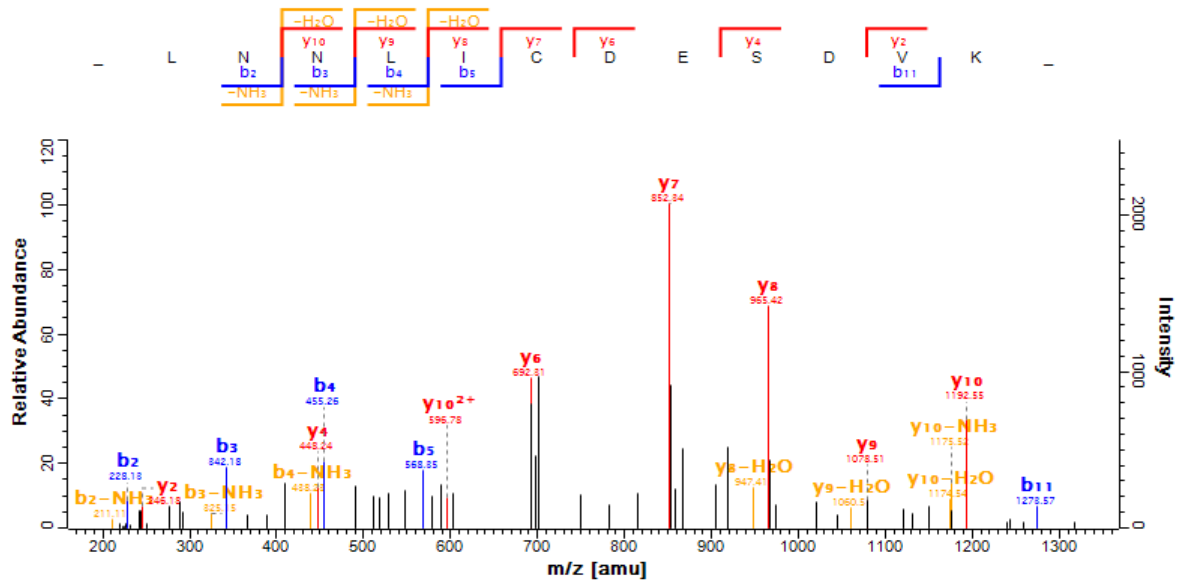 –H₂O –H₂O –H₂O
y₁₀ y₉ y₈ y₇ y₆ y₄ y₂
_ L N N L I C D E S D V K _
b₂ b₃ b₄ b₅ b₁₁
–NH₃ –NH₃ –NH₃
Relative Abundance
120
100
80
60
40
20
0
Intensity
2000
1000
0
y₇
852.84
y₈
965.42
y₆
692.81
b₄
455.26
y₁₀²⁺
596.78
y₁₀
1192.55
y₁₀–NH₃
1175.52
y₄
448.24
b₂
228.18
b₃
342.18
b₅
568.85
y₉
1078.51
b₄–NH₃
y₈–H₂O
947.41
y₁₀–H₂O
1174.54
b₂–NH₃
211.11
y₂
246.18
b₃–NH₃
y₉–H₂O
b₁₁
1273.57
200 300 400 500 600 700 800 900 1000 1100 1200 1300
m/z [amu]